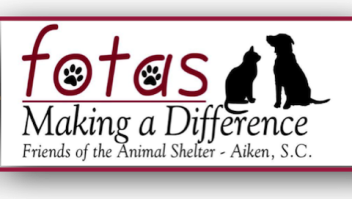 fotas
Making a Difference
Friends of the Animal Shelter - Aiken, S.C.